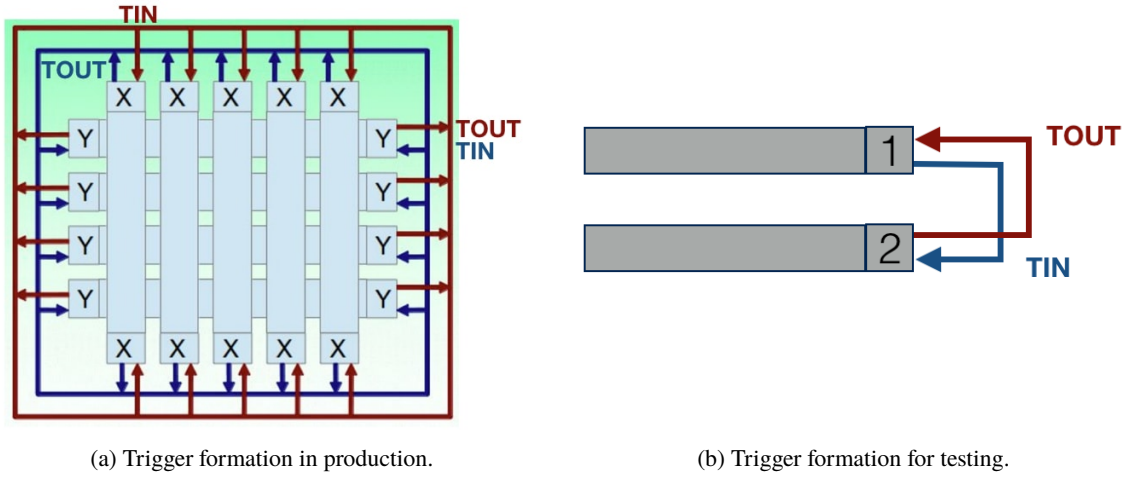 TIN
TOUT
X X X X X
Y Y
TOUT
TIN
Y Y
Y Y
Y Y
X X X X X
(a) Trigger formation in production.
1
TOUT
2
TIN
(b) Trigger formation for testing.